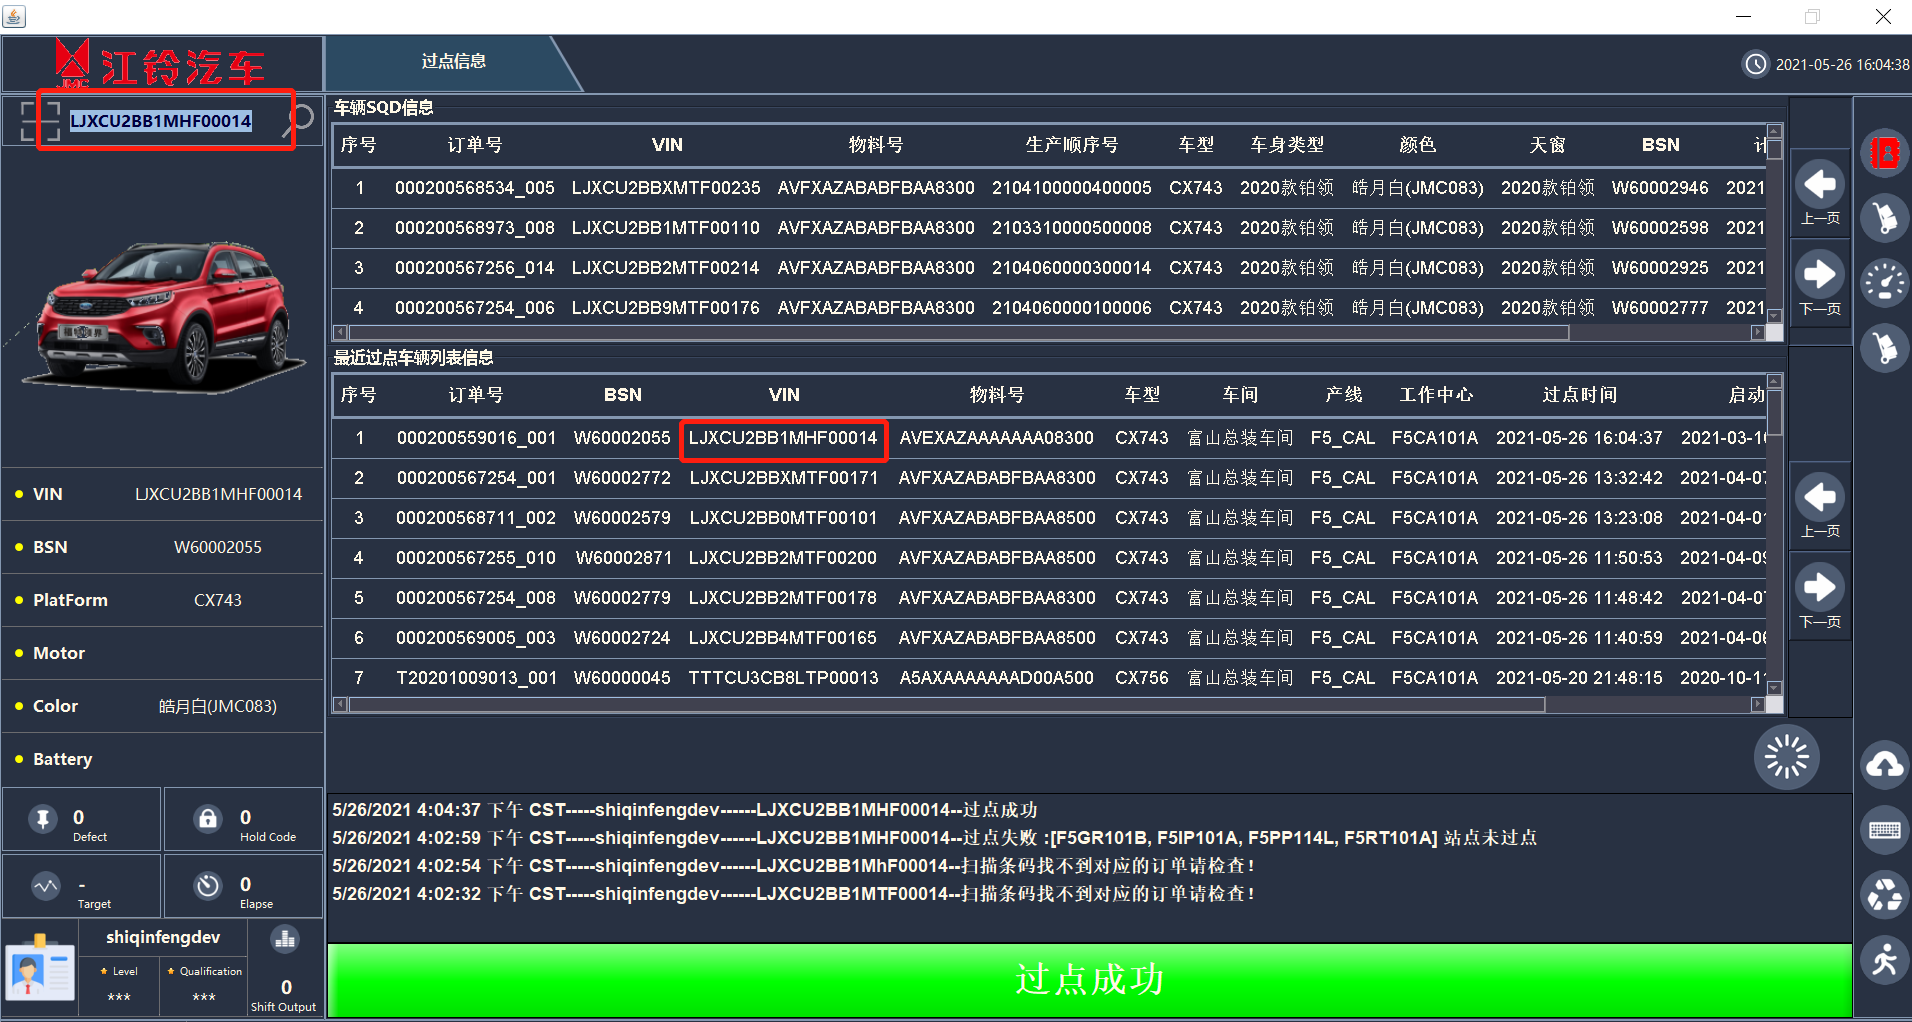 JMC 江铃汽车
过点信息
2021-05-26 16:04:38
LJXCU2BB1MHF00014
车辆SQD信息
序号 订单号 VIN 物料号 生产顺序号 车型 车身类型 颜色 天窗 BSN
1 000200568534_005 LJXCU2BBXMTF00235 AVFXAZABABFBAA8300 2104100000400005 CX743 2020款铂领 皓月白(JMC083) 2020款铂领 W60002946 2021
2 000200568973_008 LJXCU2BB1MTF00110 AVFXAZABABFBAA8300 2103310000500008 CX743 2020款铂领 皓月白(JMC083) 2020款铂领 W60002598 2021
3 000200567256_014 LJXCU2BB2MTF00214 AVFXAZABABFBAA8300 2104060000300014 CX743 2020款铂领 皓月白(JMC083) 2020款铂领 W60002925 2021
4 000200567254_006 LJXCU2BB9MTF00176 AVFXAZABABFBAA8300 2104060000100006 CX743 2020款铂领 皓月白(JMC083) 2020款铂领 W60002777 2021
上一页
下一页
最近过点车辆列表信息
序号 订单号 BSN VIN 物料号 车型 车间 产线 工作中心 过点时间 启动
1 000200559016_001 W60002055 LJXCU2BB1MHF00014 AVEXAZAAAAAAA08300 CX743 富山总装车间 F5_CAL F5CA101A 2021-05-26 16:04:37 2021-03-1
2 000200567254_001 W60002772 LJXCU2BBXMTF00171 AVFXAZABABFBAA8300 CX743 富山总装车间 F5_CAL F5CA101A 2021-05-26 13:32:42 2021-04-0
3 000200568711_002 W60002579 LJXCU2BB0MTF00101 AVFXAZABABFBAA8500 CX743 富山总装车间 F5_CAL F5CA101A 2021-05-26 13:23:08 2021-04-0
4 000200567255_010 W60002871 LJXCU2BB2MTF00200 AVFXAZABABFBAA8500 CX743 富山总装车间 F5_CAL F5CA101A 2021-05-26 11:50:53 2021-04-0
5 000200567254_008 W60002779 LJXCU2BB2MTF00178 AVFXAZABABFBAA8300 CX743 富山总装车间 F5_CAL F5CA101A 2021-05-26 11:48:42 2021-04-0
6 000200569005_003 W60002724 LJXCU2BB4MTF00165 AVFXAZABABFBAA8500 CX743 富山总装车间 F5_CAL F5CA101A 2021-05-26 11:40:59 2021-04-0
7 T20201009013_001 W60000045 TTTCU3CB8LTP00013 A5AXAAAAAAAD00A500 CX756 富山总装车间 F5_CAL F5CA101A 2021-05-20 21:48:15 2020-10-1
上一页
下一页
VIN LJXCU2BB1MHF00014
BSN W60002055
PlatForm CX743
Motor
Color 皓月白(JMC083)
Battery
0 Defect
0 Hold Code
- Target
0 Elapse
shiqinfengdev
Level
***
Qualification
***
0
Shift Output
5/26/2021 4:04:37 下午 CST-----shiqinfengdev------LJXCU2BB1MHF00014--过点成功
5/26/2021 4:02:59 下午 CST-----shiqinfengdev------LJXCU2BB1MHF00014--过点失败 :[F5GR101B, F5IP101A, F5PP114L, F5RT101A] 站点未过点
5/26/2021 4:02:54 下午 CST-----shiqinfengdev------LJXCU2BB1MhF00014--扫描条码找不到对应的订单请检查！
5/26/2021 4:02:32 下午 CST-----shiqinfengdev------LJXCU2BB1MTF00014--扫描条码找不到对应的订单请检查！
过点成功